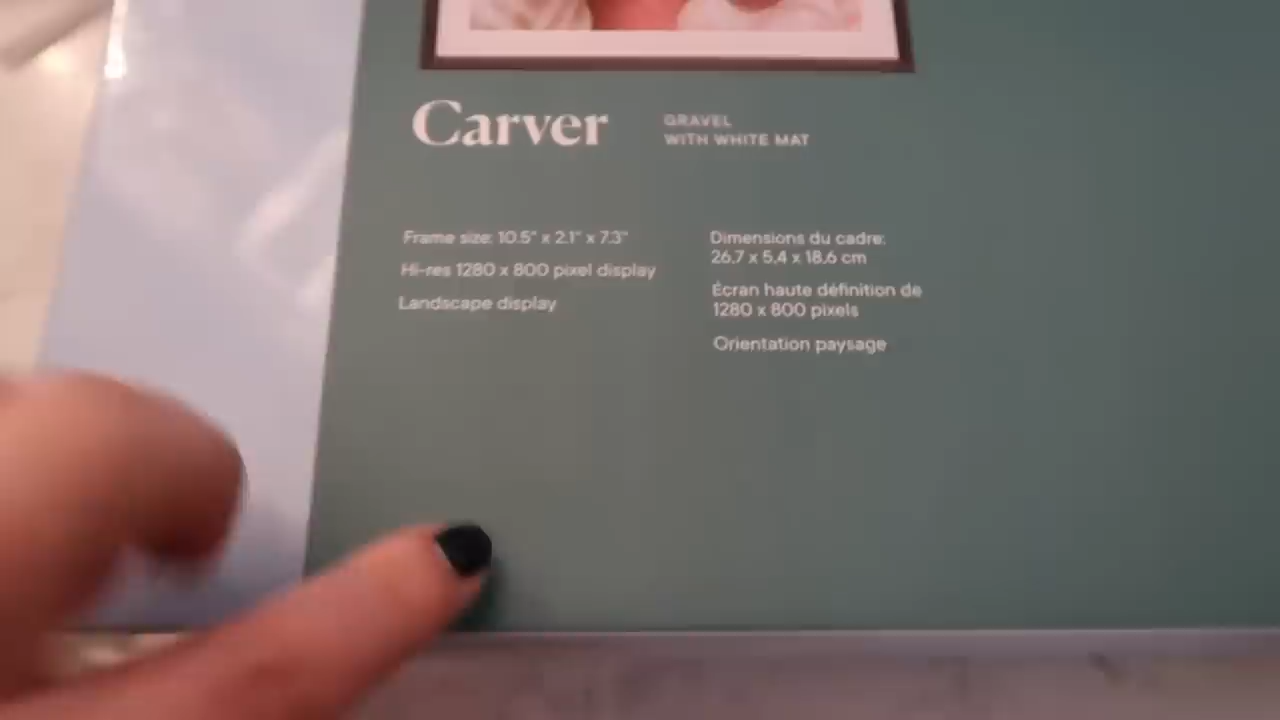 Carver
GRAVEL
WITH WHITE MAT
Frame size: 10.5" x 2.1" x 7.3"
Hi-res 1280 x 800 pixel display
Landscape display
Dimensions du cadre:
26,7 x 5,4 x 18,6 cm
Écran haute définition de
1280 x 800 pixels
Orientation paysage